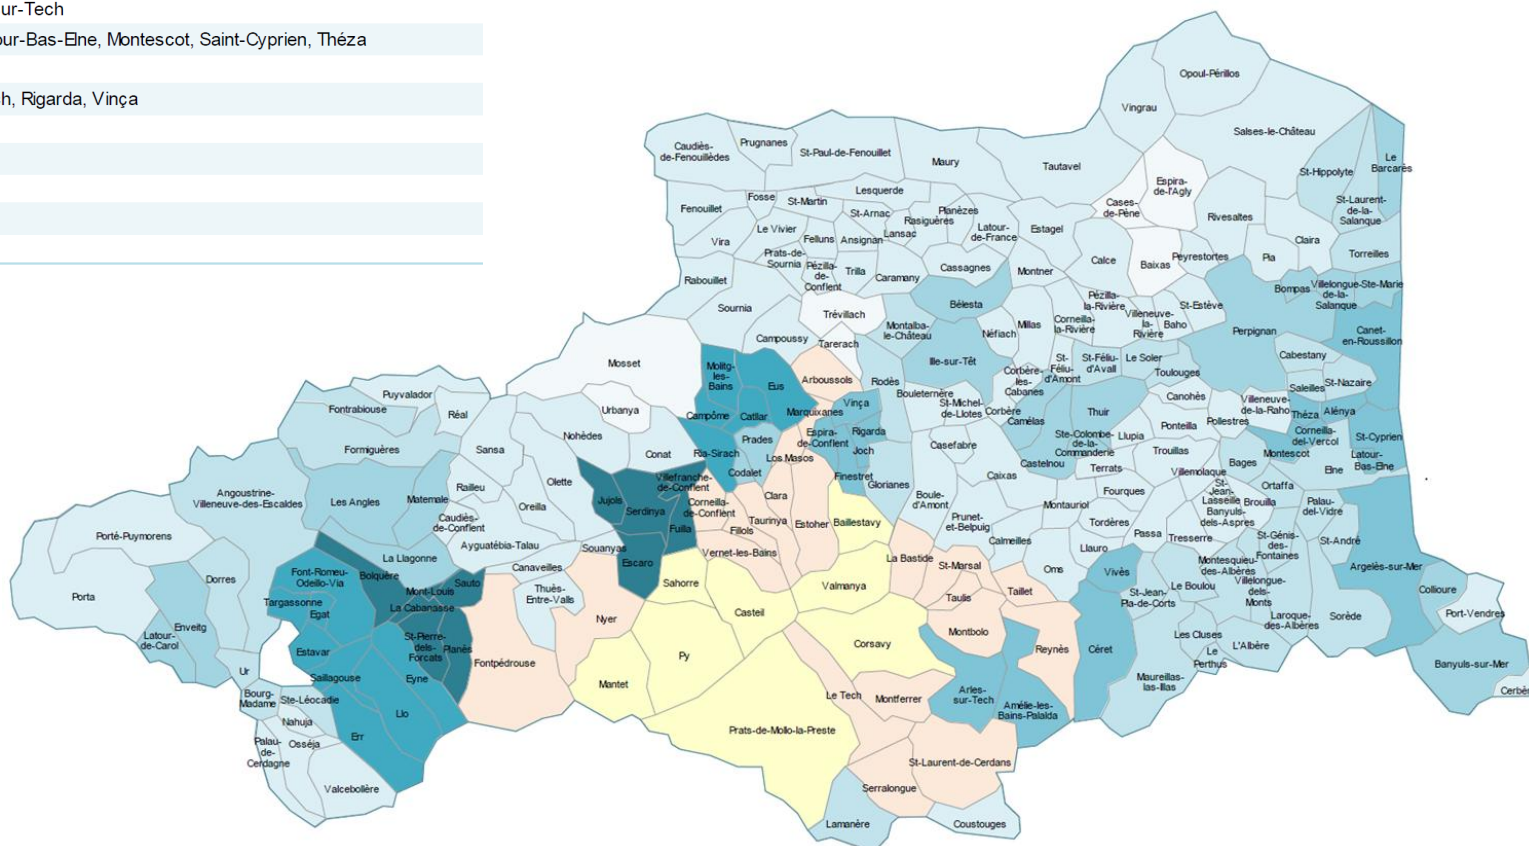 ur-Tech
our-Bas-Elne, Montescot, Saint-Cyprien, Théza
h, Rigarda, Vinça
Opoul-Périllos
Vingrau
Salses-le-Château
Caudiès-
de-Fenouillèdes
Prugnanes
St-Paul-de-Fenouillet
Maury
Tautavel
Espira-
de-l'Agly
St-Hippolyte
Le
Barcarès
Cases-
de-Pène
Rivesaltes
St-Laurent-
de-la-
Salanque
Fenouillet
Fosse
St-Martin
Lesquerde
St-Arnac
Rasiguères
Planèzes
Lansac
Latour-
de-France
Estagel
Claira
Torreilles
Vira
Le Vivier
Felluns
Ansignan
Prats-de-
Sournia
Pézilla-
de-
Conflent
Trilla
Caramany
Cassagnes
Montner
Calce
Baixas
Peyrestortes
Pia
Rabouillet
Sournia
Trévillach
Bélesta
Pézilla-
la-Rivière
St-Estève
Bompas
Villelongue-
de-la-
Salanque
Ste-Marie
Campoussy
Tarerach
Montalba-
le-Château
Néfiach
Millas
Corneilla-
la-Rivière
Villeneuve-
la-
Rivière
Baho
Perpignan
Canet-
en-Roussillon
Mosset
Molitg-
les-
Bains
Eus
Arboussols
Rodès
Ille-sur-Têt
Corbère-
les-
Cabanes
St-
Féliu-
d'Amont
St-Féliu-
d'Avall
Le Soler
Toulouges
Cabestany
Saleilles
St-Nazaire
Puyvalador
Fontrabiouse
Réal
Urbanya
Campôme
Catllar
Marquixanes
Vinça
Bouleternère
St-Michel-
de-Llotes
Corbère
Camélas
Thuir
Canohès
Villeneuve-
de-la-Raho
Théza
Alénya
Pollestres
Ponteilla
Formiguères
Sansa
Nohèdes
Conat
Ria-Sirach
Prades
Codalet
Los Masos
Espira-
de-Conflent
Rigarda
Joch
Finestret
Glorianes
Casefabre
Ste-Colombe-
de-la-
Commanderie
Llupia
Castelnou
Terrats
Trouillas
Corneilla-
del-Vercol
Montescot
St-Cyprien
Latour-
Bas-Elne
Elne
Bages
Villemolaque
Angoustrine-
Villeneuve-des-Escaldes
Les Angles
Matemale
Railleu
Olette
Oreilla
Caudiès-
de-Conflent
Jujols
Serdinya
Villefranche-
de-Conflent
Fuilla
Corneilla-
de-Conflent
Clara
Fillols
Taurinya
Estoher
Baillestavy
Boule-
d'Amont
Caixas
Montauriol
Fourques
St-
Jean-
Lasseille
Banyuls-
dels-Aspres
Brouilla
Ortaffa
Palau-
del-Vidre
Porté-Puymorens
Ayguatébia-Talau
Souanyas
Escaro
Vernet-les-Bains
La Bastide
Prunet-
et-Belpuig
Calmeilles
Tordères
Llauro
Passa
Tresserre
St-Génis-
des-
Fontaines
St-André
Porta
Dorres
La Llagonne
Bolquère
Font-Romeu-
Odeillo-Via
Mont-Louis
Sauto
Canaveilles
Thuès-
Entre-Valls
Sahorre
Valmanya
St-Marsal
Oms
Vivès
Montesquieu-
des-Albères
Le Boulou
Villelongue-
dels-
Monts
Argelès-sur-Mer
Collioure
Port-Vendres
Enveitg
Targassonne
Egat
La Cabanasse
Nyer
Casteil
Taulis
Taillet
St-Jean-
Pla-de-Corts
Laroque-
des-Albères
Sorède
Latour-
de-Carol
Estavar
St-Pierre-
dels-
Forcats
Planès
Fontpédrouse
Py
Corsavy
Montbolo
Reynès
Céret
Les Cluses
Le
Perthus
L'Albère
Banyuls-sur-Mer
Ur
Saillagouse
Eyne
Mantet
Maureillas-
las-Illas
Cerbère
Bourg-
Madame
Ste-Léocadie
Nahuja
Llo
Le Tech
Montferrer
Arles-
sur-Tech
Amélie-les-
Bains-Palalda
Palau-
de-
Cerdagne
Osséja
Err
Prats-de-Mollo-la-Preste
St-Laurent-de-Cerdans
Valcebollère
Serralongue
Lamanère
Coustouges